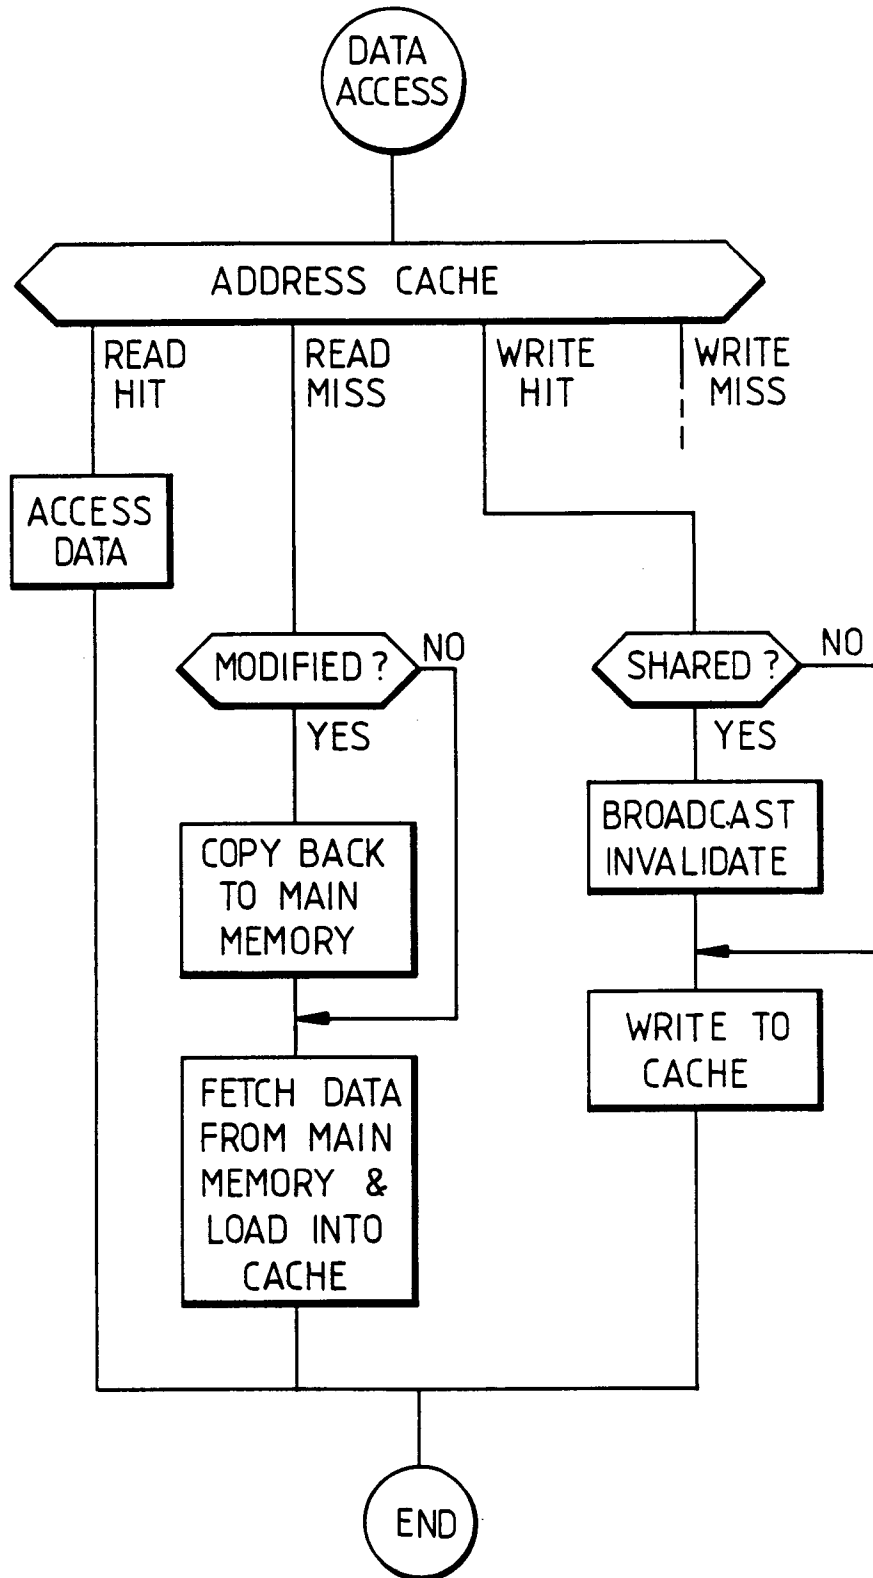 DATA
ACCESS
ADDRESS CACHE
READ
HIT
READ
MISS
WRITE
HIT
WRITE
MISS
ACCESS
DATA
MODIFIED ?
NO
YES
COPY BACK
TO MAIN
MEMORY
FETCH DATA
FROM MAIN
MEMORY &
LOAD INTO
CACHE
SHARED ?
NO
YES
BROADCAST
INVALIDATE
WRITE TO
CACHE
END